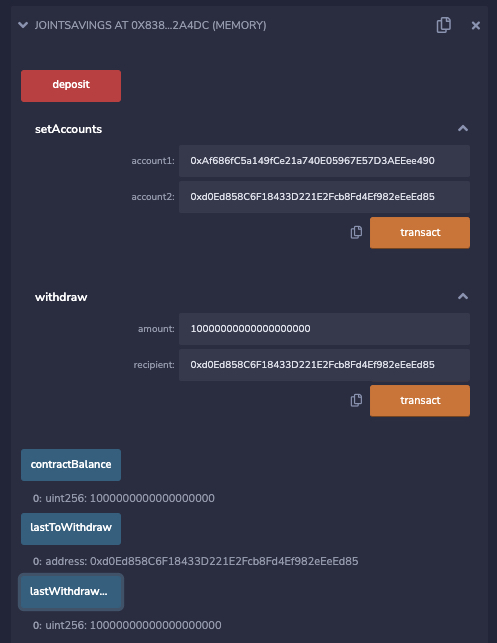 JOINTSAVINGS AT 0X838...2A4DC (MEMORY)
deposit
setAccounts
account1: 0xAf686fC5a149fCe21a740E05967E57D3AEEee490
account2: 0xd0Ed858C6F18433D221E2Fcb8Fd4Ef982eEeEd85
transact
withdraw
amount: 10000000000000000000
recipient: 0xd0Ed858C6F18433D221E2Fcb8Fd4Ef982eEeEd85
transact
contractBalance
0: uint256: 1000000000000000000
lastToWithdraw
0: address: 0xd0Ed858C6F18433D221E2Fcb8Fd4Ef982eEeEd85
lastWithdraw...
0: uint256: 10000000000000000000